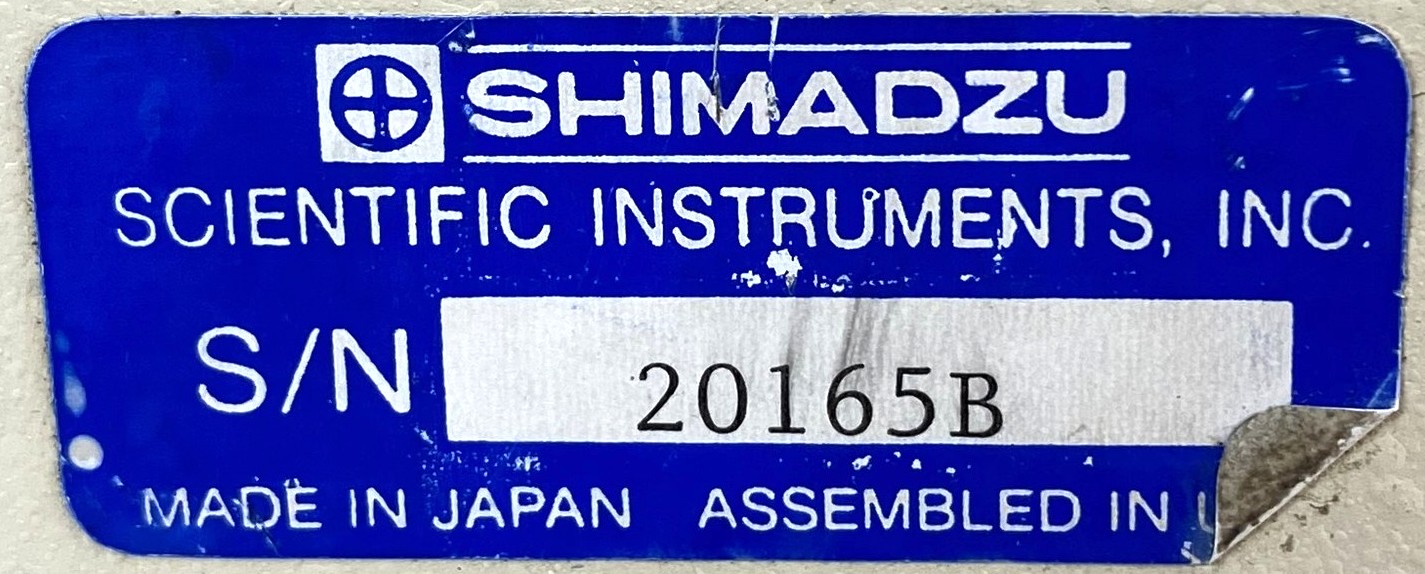 SHIMADZU
SCIENTIFIC INSTRUMENTS, INC.
S/N 20165B
MADE IN JAPAN ASSEMBLED IN